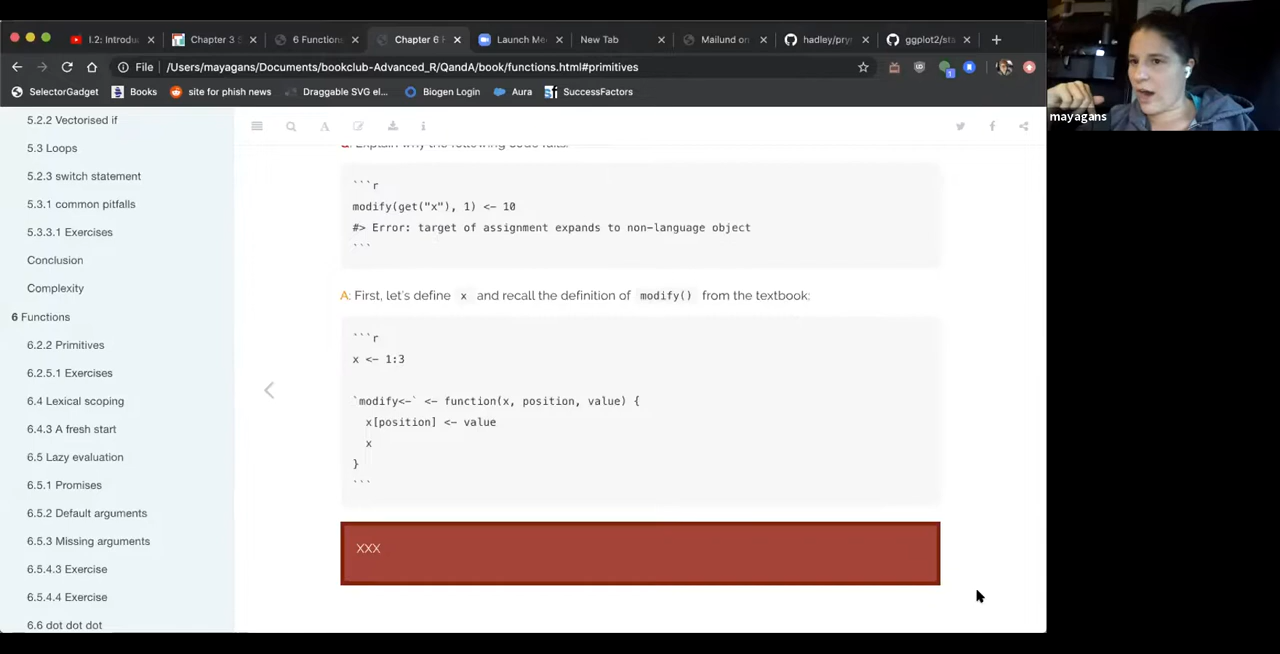 I.2: Introdu
Chapter 3 S
6 Functions
Chapter 6 F
Launch Me
New Tab
Mailund on
hadley/pry
ggplot2/sta
File /Users/mayagans/Documents/bookclub-Advanced_R/QandA/book/functions.html#primitives
SelectorGadget Books site for phish news Draggable SVG el... Biogen Login Aura SuccessFactors
mayagans
5.2.2 Vectorised if
5.3 Loops
5.2.3 switch statement
5.3.1 common pitfalls
5.3.3.1 Exercises
Conclusion
Complexity
6 Functions
6.2.2 Primitives
6.2.5.1 Exercises
6.4 Lexical scoping
6.4.3 A fresh start
6.5 Lazy evaluation
6.5.1 Promises
6.5.2 Default arguments
6.5.3 Missing arguments
6.5.4.3 Exercise
6.5.4.4 Exercise
6.6 dot dot dot
Q: Explain why the following code fails:
```r
modify(get("x"), 1) <- 10
#> Error: target of assignment expands to non-language object
```
A: First, let's define x and recall the definition of modify() from the textbook:
```r
x <- 1:3
`modify<-` <- function(x, position, value) {
x[position] <- value
x
}
```
XXX